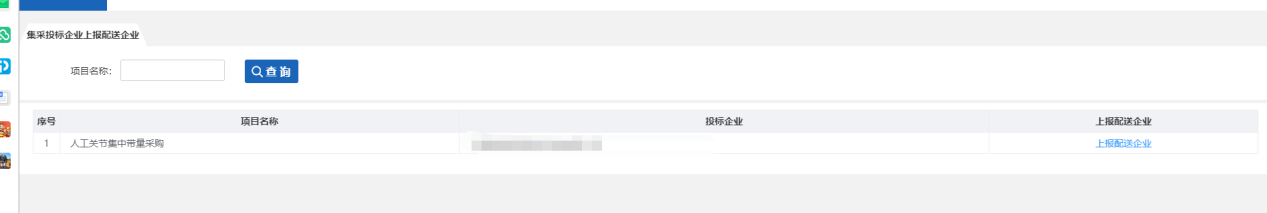 集采投标企业上报配送企业
项目名称： 查询
序号 项目名称 投标企业 上报配送企业
1 人工关节集中带量采购 上报配送企业